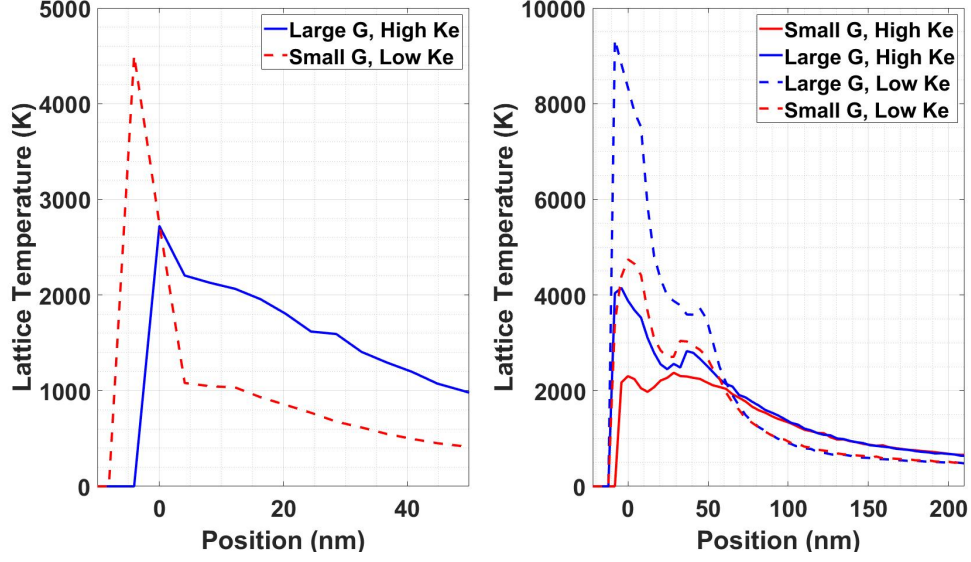 Large G, High Ke
Small G, Low Ke
5000
4000
3000
2000
1000
0
Lattice Temperature (K)
0
20
40
Position (nm)
Small G, High Ke
Large G, High Ke
Large G, Low Ke
Small G, Low Ke
10000
8000
6000
4000
2000
0
Lattice Temperature (K)
0
50
100
150
200
Position (nm)